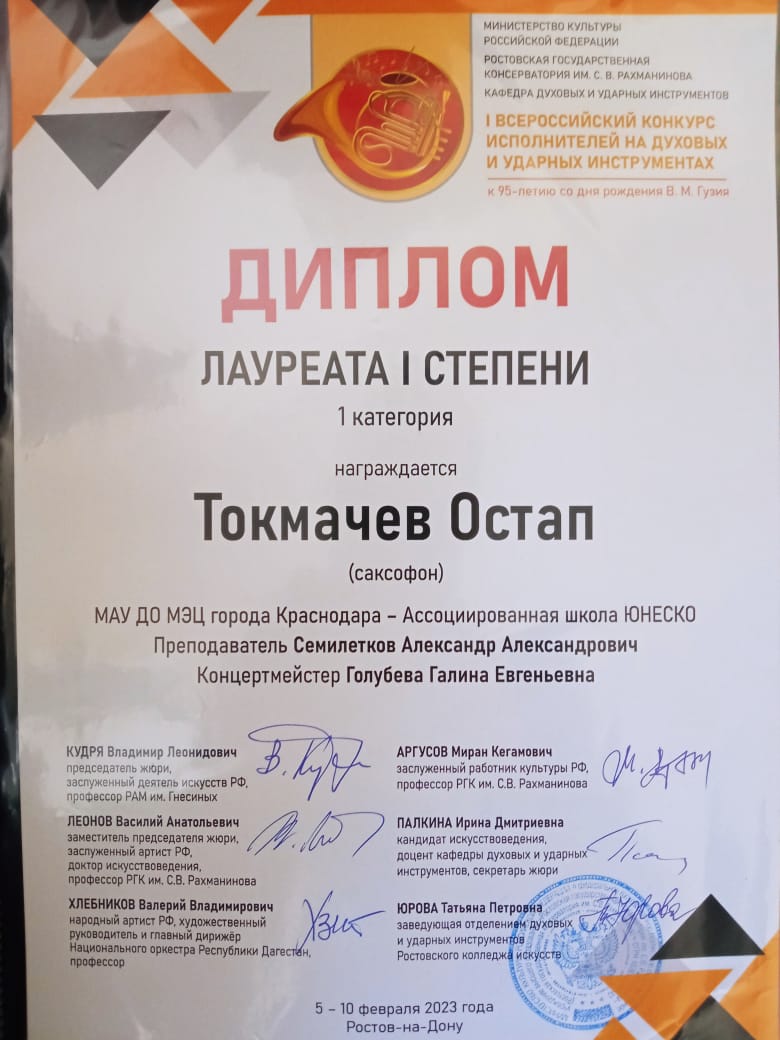 МИНИСТЕРСТВО КУЛЬТУРЫ
РОССИЙСКОЙ ФЕДЕРАЦИИ
РОСТОВСКАЯ ГОСУДАРСТВЕННАЯ
КОНСЕРВАТОРИЯ ИМ. С. В. РАХМАНИНОВА
КАФЕДРА ДУХОВЫХ И УДАРНЫХ ИНСТРУМЕНТОВ
I ВСЕРОССИЙСКИЙ КОНКУРС
ИСПОЛНИТЕЛЕЙ НА ДУХОВЫХ
И УДАРНЫХ ИНСТРУМЕНТАХ
к 95-летию со дня рождения В. М. Гузия
ДИПЛОМ
ЛАУРЕАТА I СТЕПЕНИ
1 категория
награждается
Токмачев Остап
(саксофон)
МАУ ДО МЭЦ города Краснодара – Ассоциированная школа ЮНЕСКО
Преподаватель Семилетков Александр Александрович
Концертмейстер Голубева Галина Евгеньевна
КУДРЯ Владимир Леонидович
председатель жюри,
заслуженный деятель искусств РФ,
профессор РАМ им. Гнесиных
ЛЕОНОВ Василий Анатольевич
заместитель председателя жюри,
заслуженный артист РФ,
доктор искусствоведения,
профессор РГК им. С.В. Рахманинова
ХЛЕБНИКОВ Валерий Владимирович
народный артист РФ, художественный
руководитель и главный дирижёр
Национального оркестра Республики Дагестан,
профессор
АРГУСОВ Миран Кегамович
заслуженный работник культуры РФ,
профессор РГК им. С.В. Рахманинова
ПАЛКИНА Ирина Дмитриевна
кандидат искусствоведения,
доцент кафедры духовых и ударных
инструментов, секретарь жюри
ЮРОВА Татьяна Петровна
заведующая отделением духовых
и ударных инструментов
Ростовского колледжа искусств
5 – 10 февраля 2023 года
Ростов-на-Дону